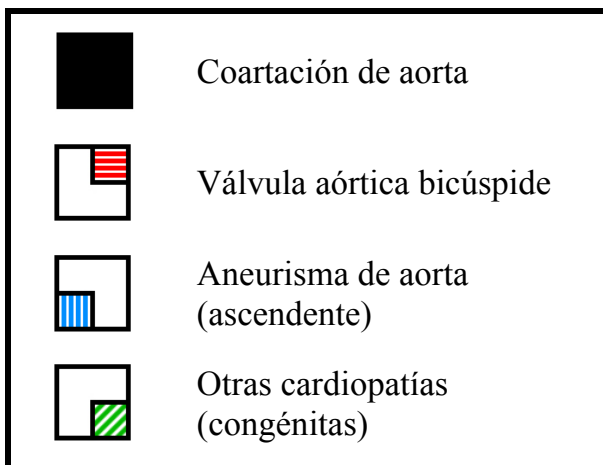 Coartación de aorta
Válvula aórtica bicúspide
Aneurisma de aorta
(ascendente)
Otras cardiopatías
(congénitas)